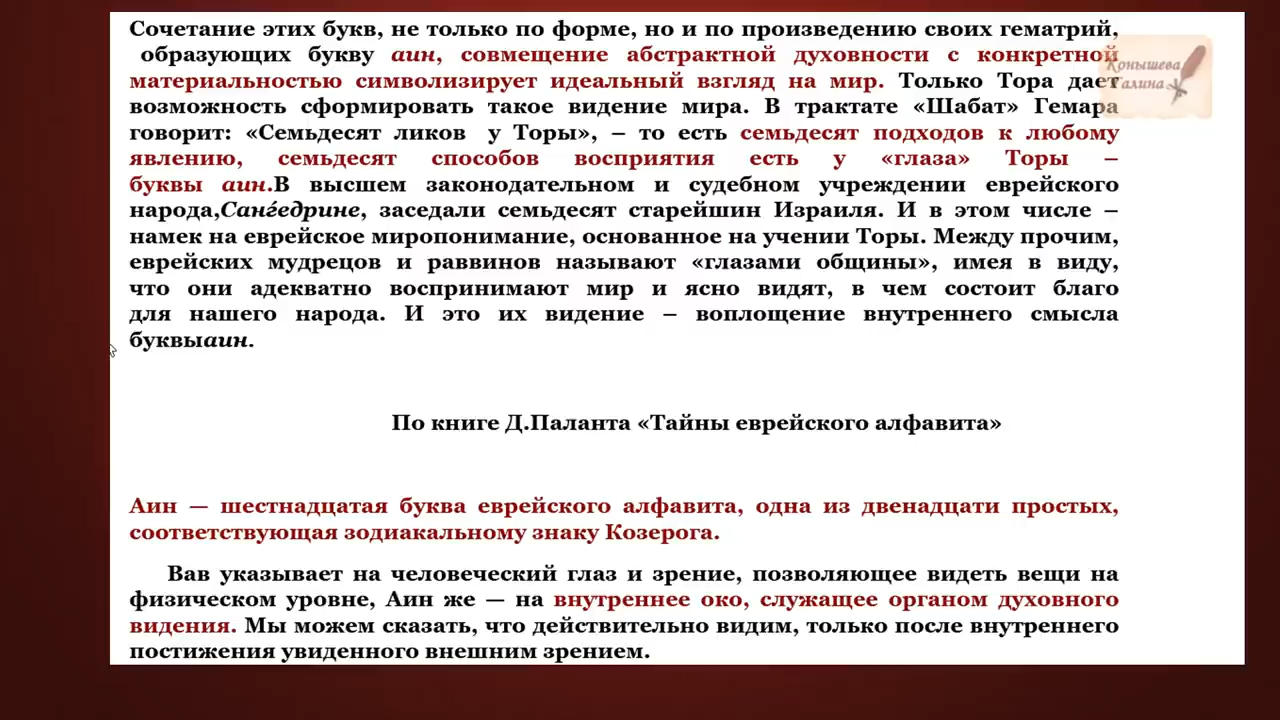 Сочетание этих букв, не только по форме, но и по произведению своих гематрий,
образующих букву аин, совмещение абстрактной духовности с конкретной
материальностью символизирует идеальный взгляд на мир. Только Тора дает
возможность сформировать такое видение мира. В трактате «Шабат» Гемара
говорит: «Семьдесят ликов у Торы», – то есть семьдесят подходов к любому
явлению, семьдесят способов восприятия есть у «глаза» Торы –
буквы аин.В высшем законодательном и судебном учреждении еврейского
народа,Санѓедрине, заседали семьдесят старейшин Израиля. И в этом числе –
намек на еврейское миропонимание, основанное на учении Торы. Между прочим,
еврейских мудрецов и раввинов называют «глазами общины», имея в виду,
что они адекватно воспринимают мир и ясно видят, в чем состоит благо
для нашего народа. И это их видение – воплощение внутреннего смысла
буквыаин.
По книге Д.Паланта «Тайны еврейского алфавита»
Аин — шестнадцатая буква еврейского алфавита, одна из двенадцати простых,
соответствующая зодиакальному знаку Козерога.
Вав указывает на человеческий глаз и зрение, позволяющее видеть вещи на
физическом уровне, Аин же — на внутреннее око, служащее органом духовного
видения. Мы можем сказать, что действительно видим, только после внутреннего
постижения увиденного внешним зрением.
Конышева
Галина